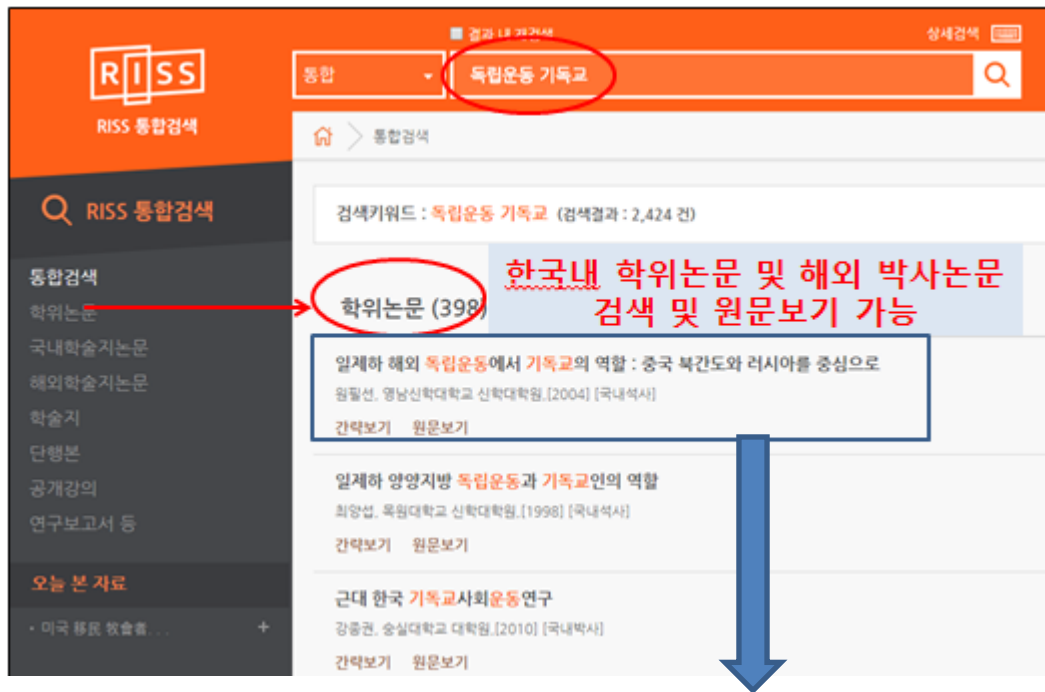 결과 내 재검색
상세검색
RISS
통합
독립운동 기독교
RISS 통합검색
통합검색
RISS 통합검색
검색키워드 : 독립운동 기독교 (검색결과 : 2,424 건)
통합검색
학위논문
국내학술지논문
해외학술지논문
학술지
단행본
공개강의
연구보고서 등
오늘 본 자료
• 미국 移民 牧會者. . . +
한국내 학위논문 및 해외 박사논문
검색 및 원문보기 가능
학위논문 (398)
일제하 해외 독립운동에서 기독교의 역할 : 중국 북간도와 러시아를 중심으로
원필선, 영남신학대학교 신학대학원,[2004] [국내석사]
간략보기 원문보기
일제하 양양지방 독립운동과 기독교인의 역할
최양섭, 목원대학교 신학대학원,[1998] [국내석사]
간략보기 원문보기
근대 한국 기독교사회운동연구
강종권, 숭실대학교 대학원,[2010] [국내박사]
간략보기 원문보기